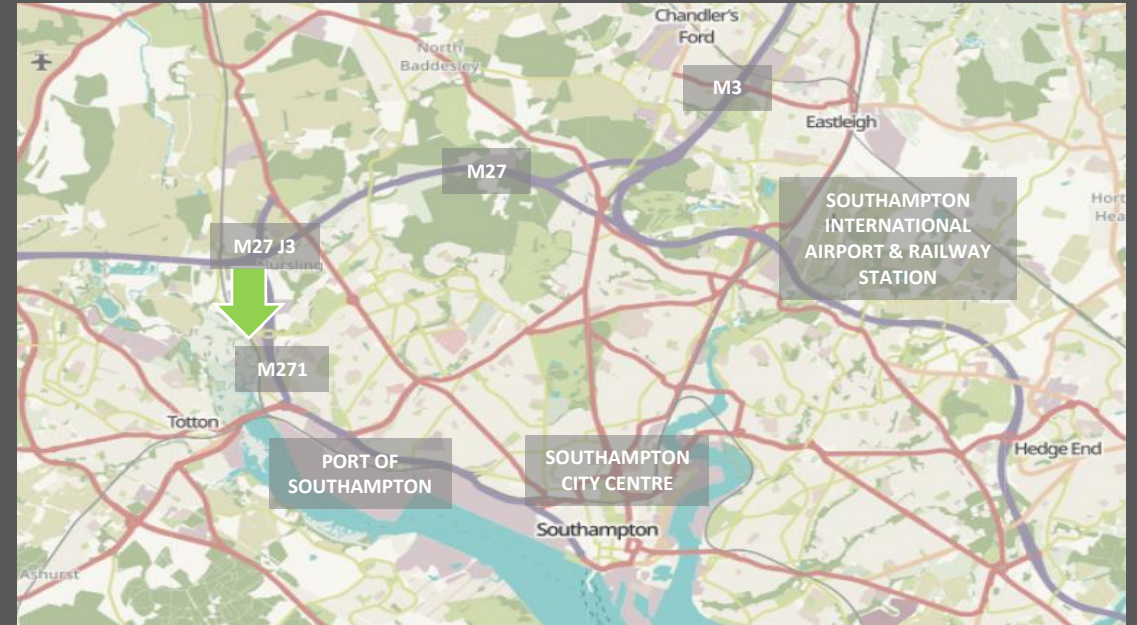 Chandler's
Ford
North
Baddesley
M3
Eastleigh
M27
SOUTHAMPTON
INTERNATIONAL
AIRPORT & RAILWAY
STATION
M27 J3
Nursling
M271
Totton
PORT OF
SOUTHAMPTON
SOUTHAMPTON
CITY CENTRE
Hedge End
Southampton
Ashurst